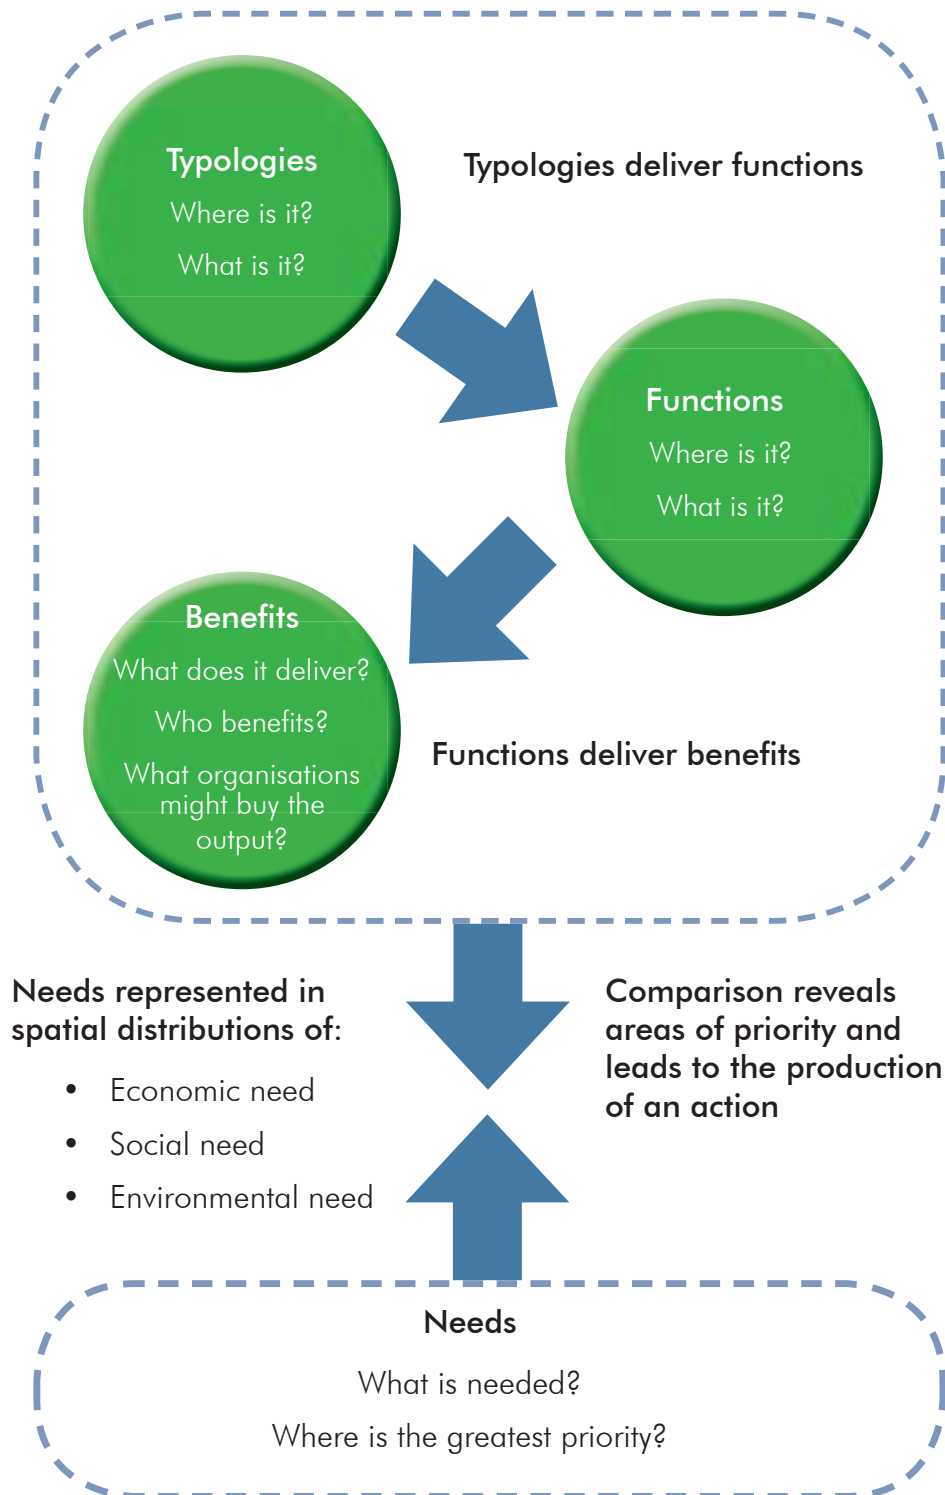 Typologies
Where is it?
What is it?
Typologies deliver functions
Functions
Where is it?
What is it?
Benefits
What does it deliver?
Who benefits?
What organisations
might buy the
output?
Functions deliver benefits
Needs represented in
spatial distributions of:
• Economic need
• Social need
• Environmental need
Comparison reveals
areas of priority and
leads to the production
of an action
Needs
What is needed?
Where is the greatest priority?